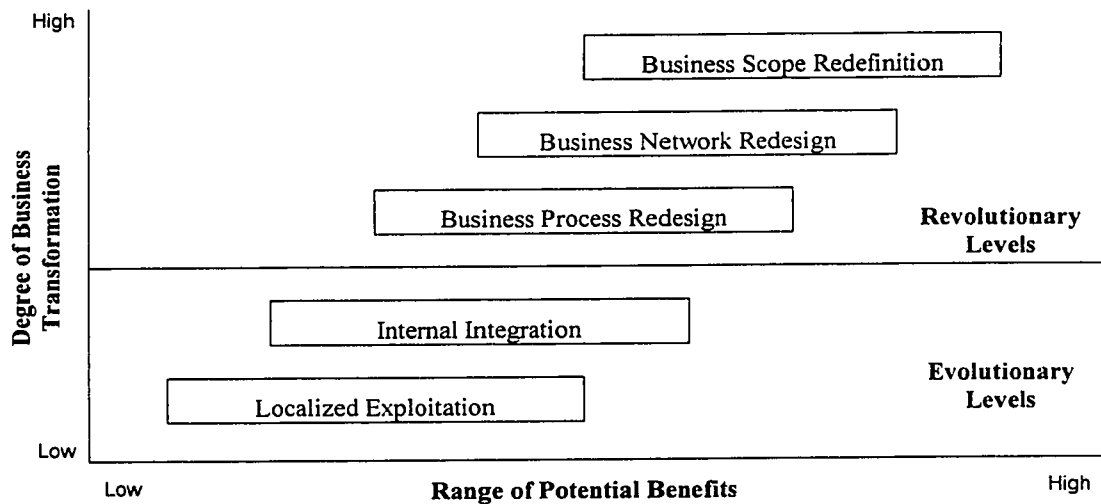 High
Business Scope Redefinition
Business Network Redesign
Business Process Redesign
Revolutionary
Levels
Degree of Business
Transformation
Internal Integration
Evolutionary
Levels
Localized Exploitation
Low
Low
Range of Potential Benefits
High